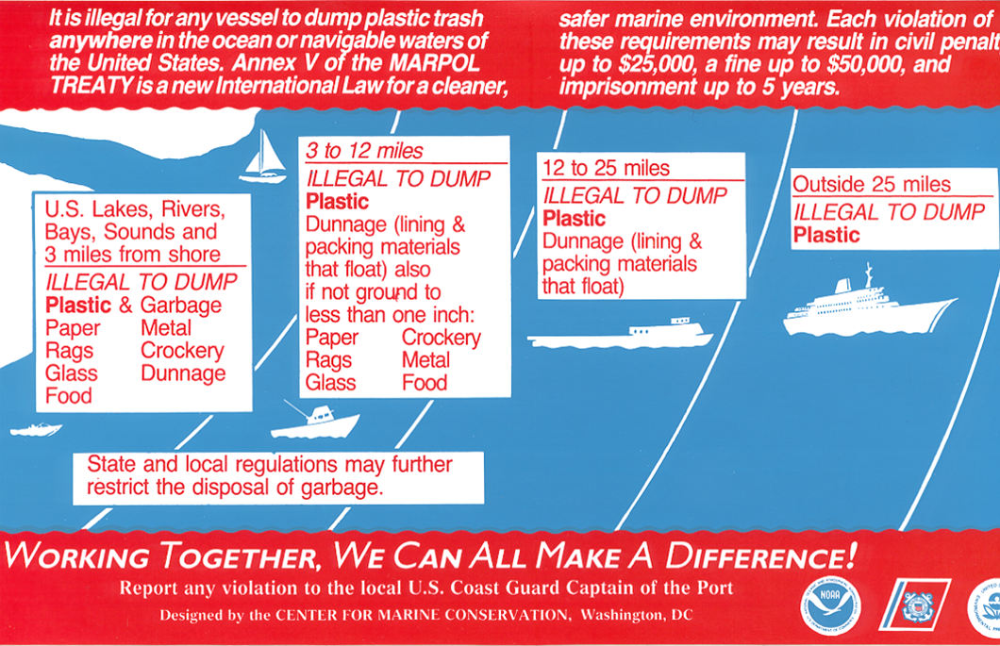 It is illegal for any vessel to dump plastic trash
anywhere in the ocean or navigable waters of
the United States. Annex V of the MARPOL
TREATY is a new International Law for a cleaner,
safer marine environment. Each violation of
these requirements may result in civil penalt
up to $25,000, a fine up to $50,000, and
imprisonment up to 5 years.
U.S. Lakes, Rivers,
Bays, Sounds and
3 miles from shore
ILLEGAL TO DUMP
Plastic & Garbage
Paper Metal
Rags Crockery
Glass Dunnage
Food
3 to 12 miles
ILLEGAL TO DUMP
Plastic
Dunnage (lining &
packing materials
that float) also
if not ground to
less than one inch:
Paper Crockery
Rags Metal
Glass Food
12 to 25 miles
ILLEGAL TO DUMP
Plastic
Dunnage (lining &
packing materials
that float)
Outside 25 miles
ILLEGAL TO DUMP
Plastic
State and local regulations may further
restrict the disposal of garbage.
WORKING TOGETHER, WE CAN ALL MAKE A DIFFERENCE!
Report any violation to the local U.S. Coast Guard Captain of the Port
Designed by the CENTER FOR MARINE CONSERVATION, Washington, DC
NOAA